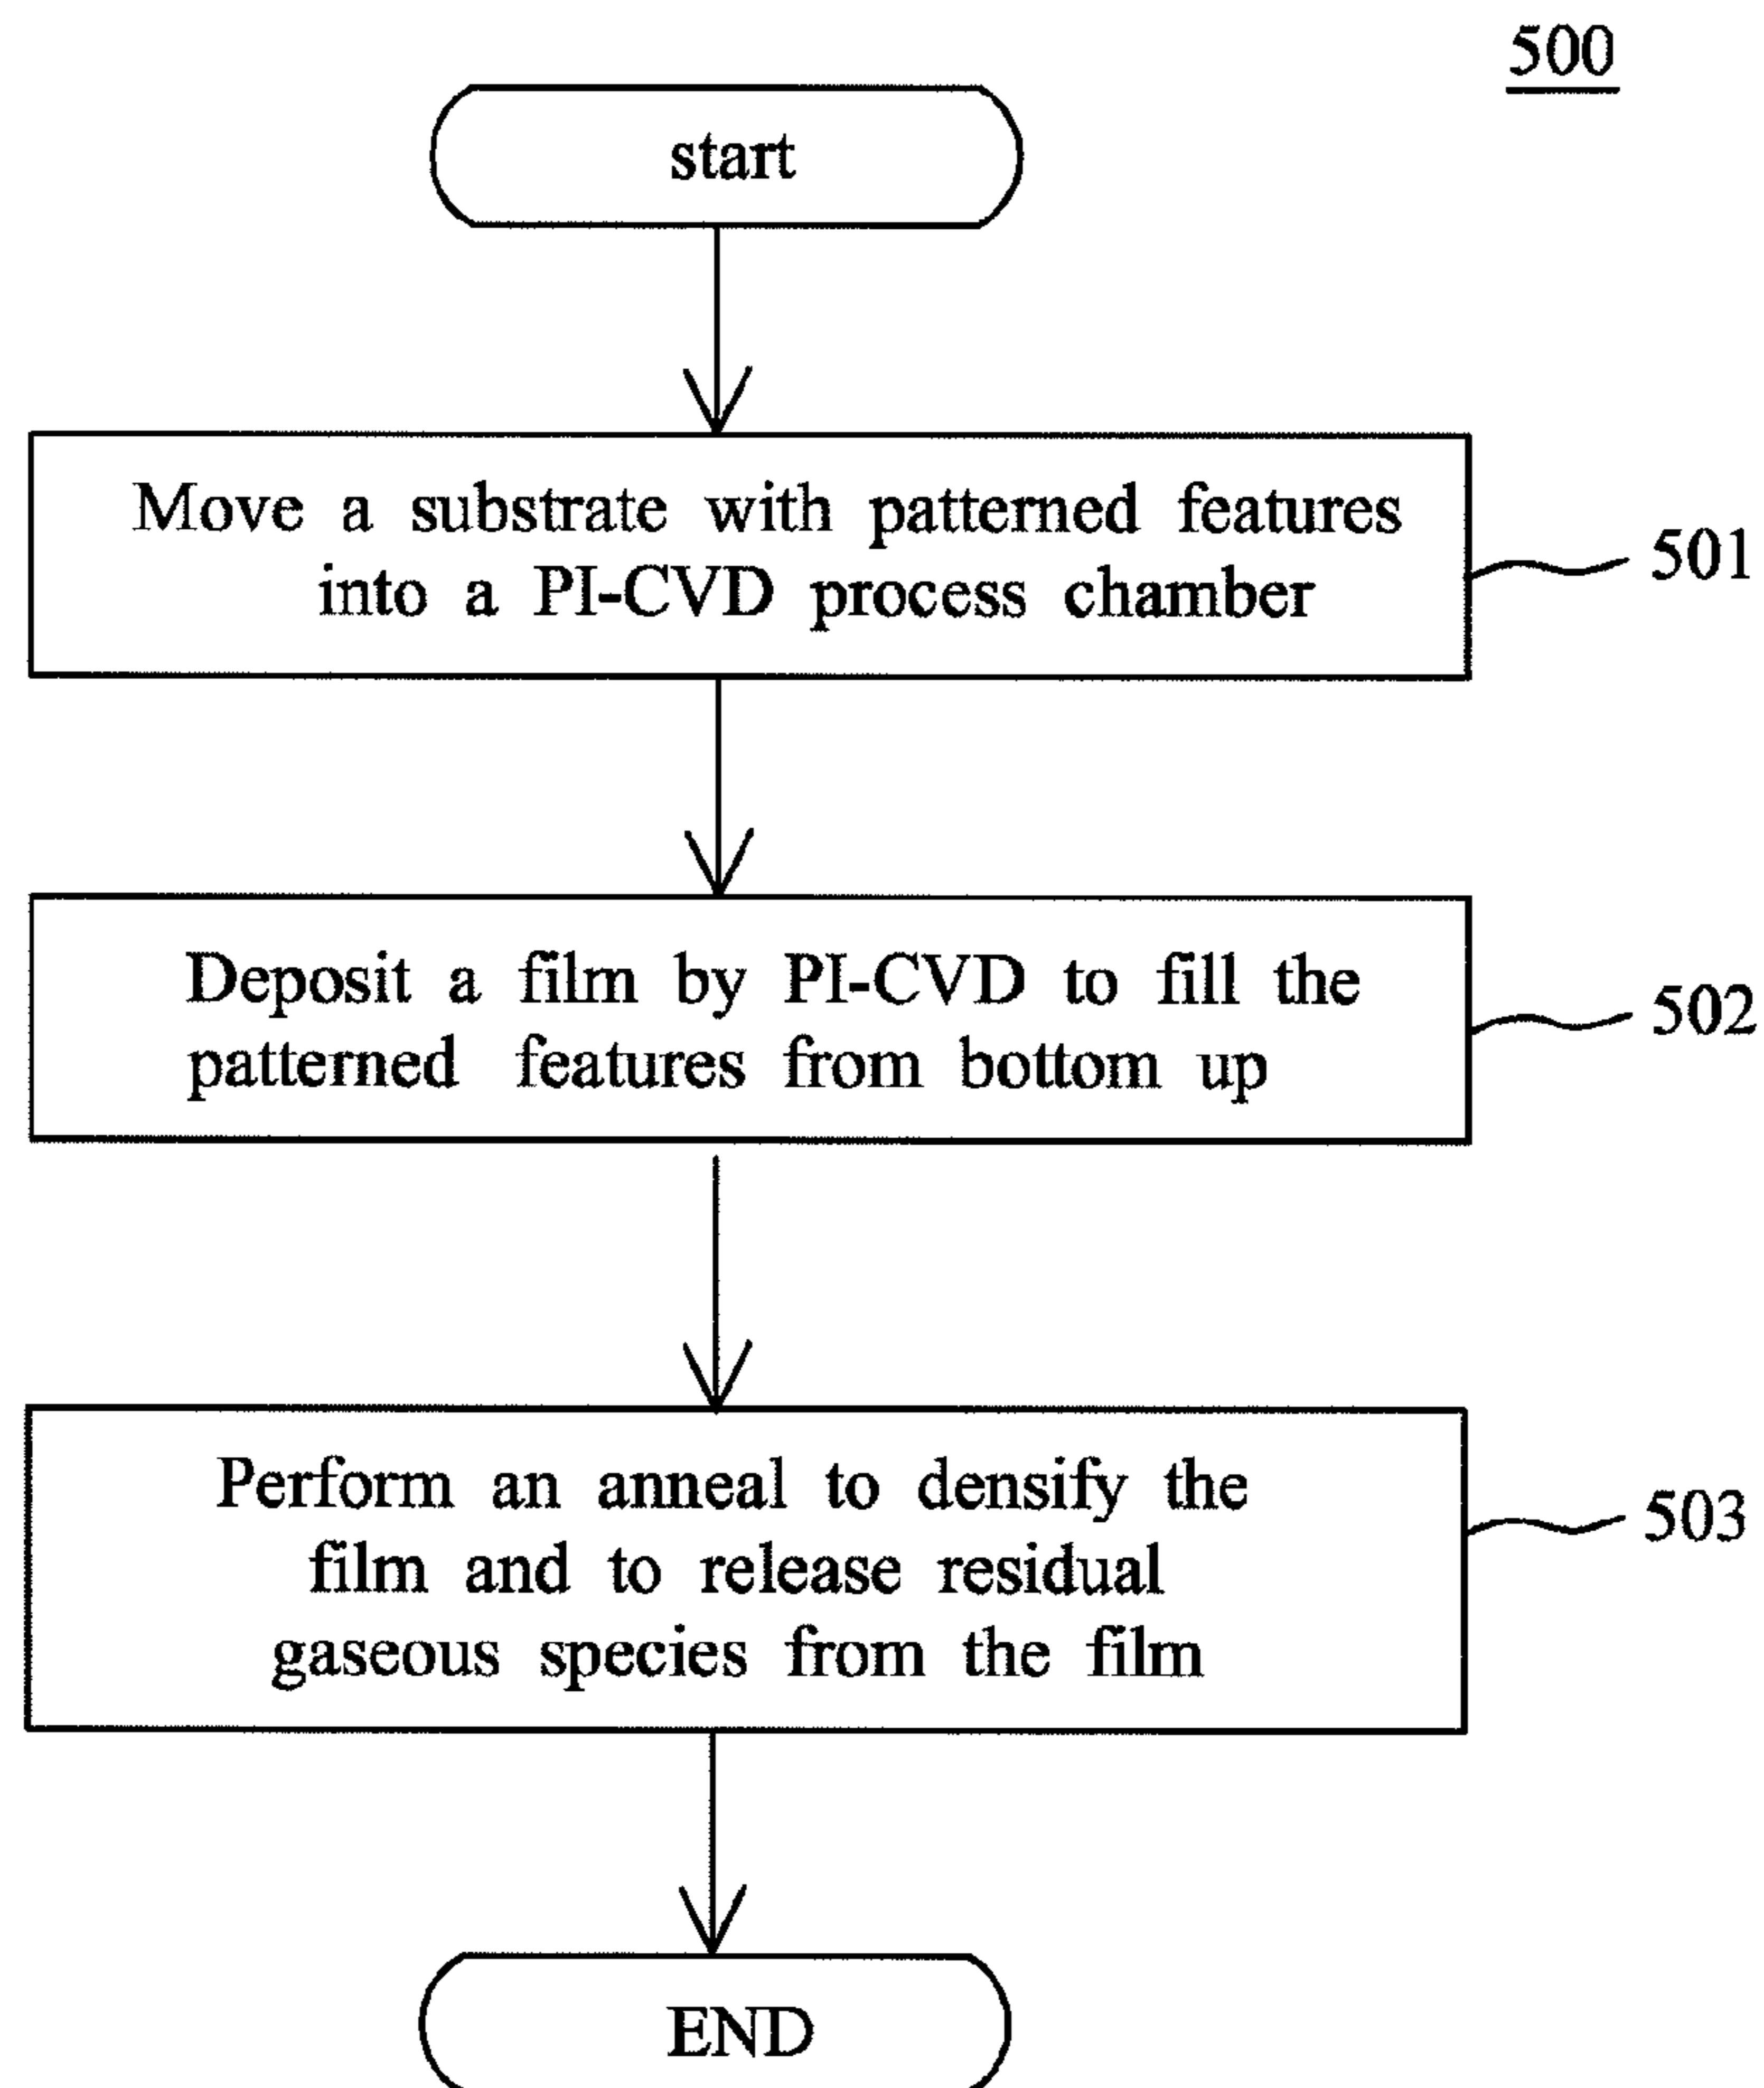 500
start
Move a substrate with patterned features
into a PI-CVD process chamber
501
Deposit a film by PI-CVD to fill the
patterned features from bottom up
502
Perform an anneal to densify the
film and to release residual
gaseous species from the film
503
END